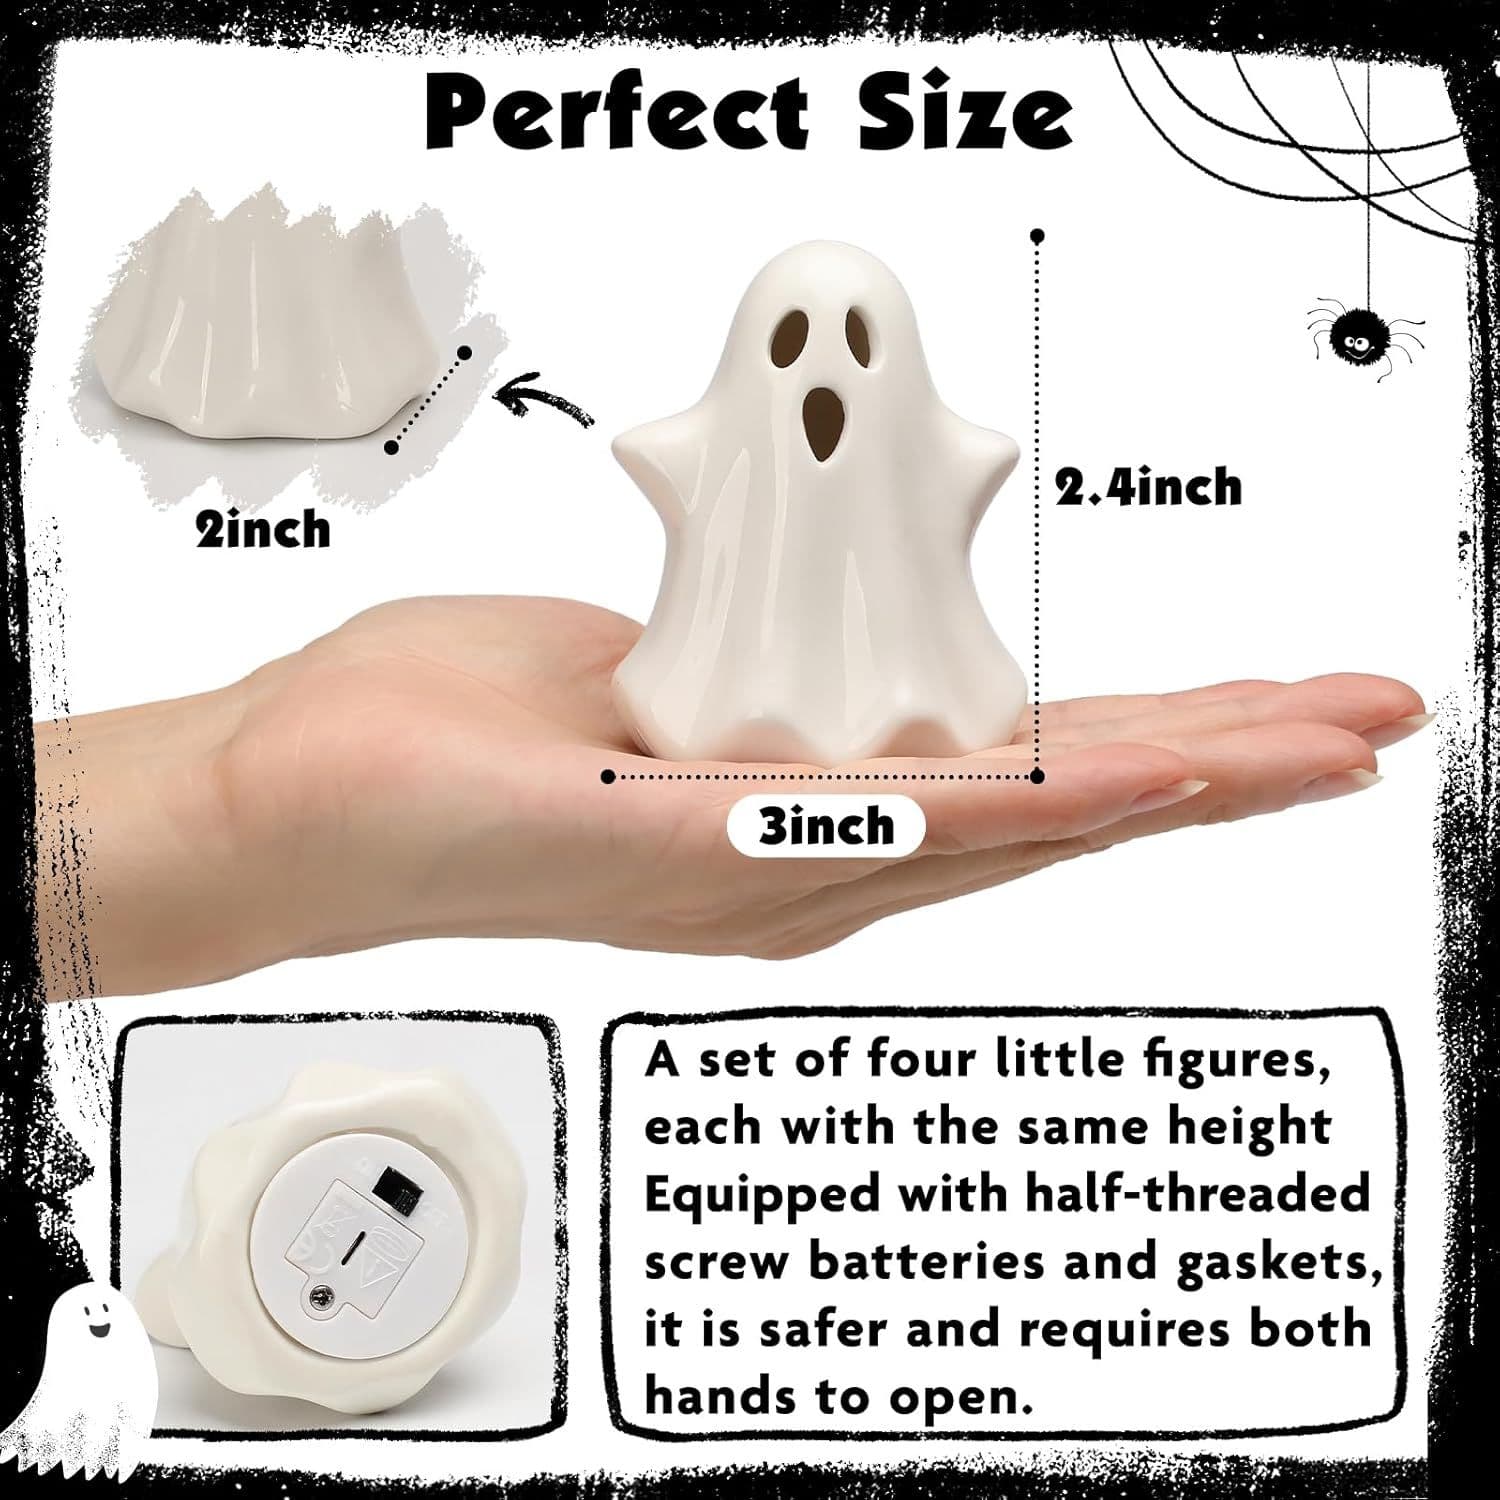 Perfect Size
2inch
2.4inch
3inch
A set of four little figures,
each with the same height
Equipped with half-threaded
screw batteries and gaskets,
it is safer and requires both
hands to open.